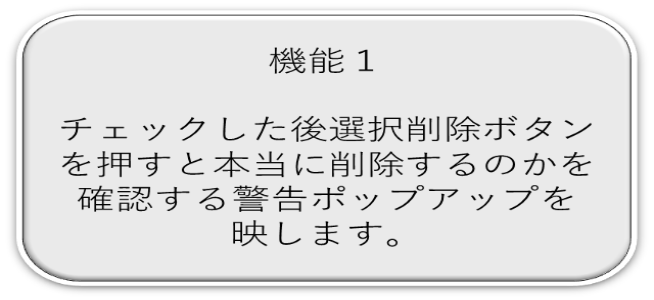 機能１
チェックした後選択削除ボタン
を押すと本当に削除するのかを
確認する警告ポップアップを
映します。